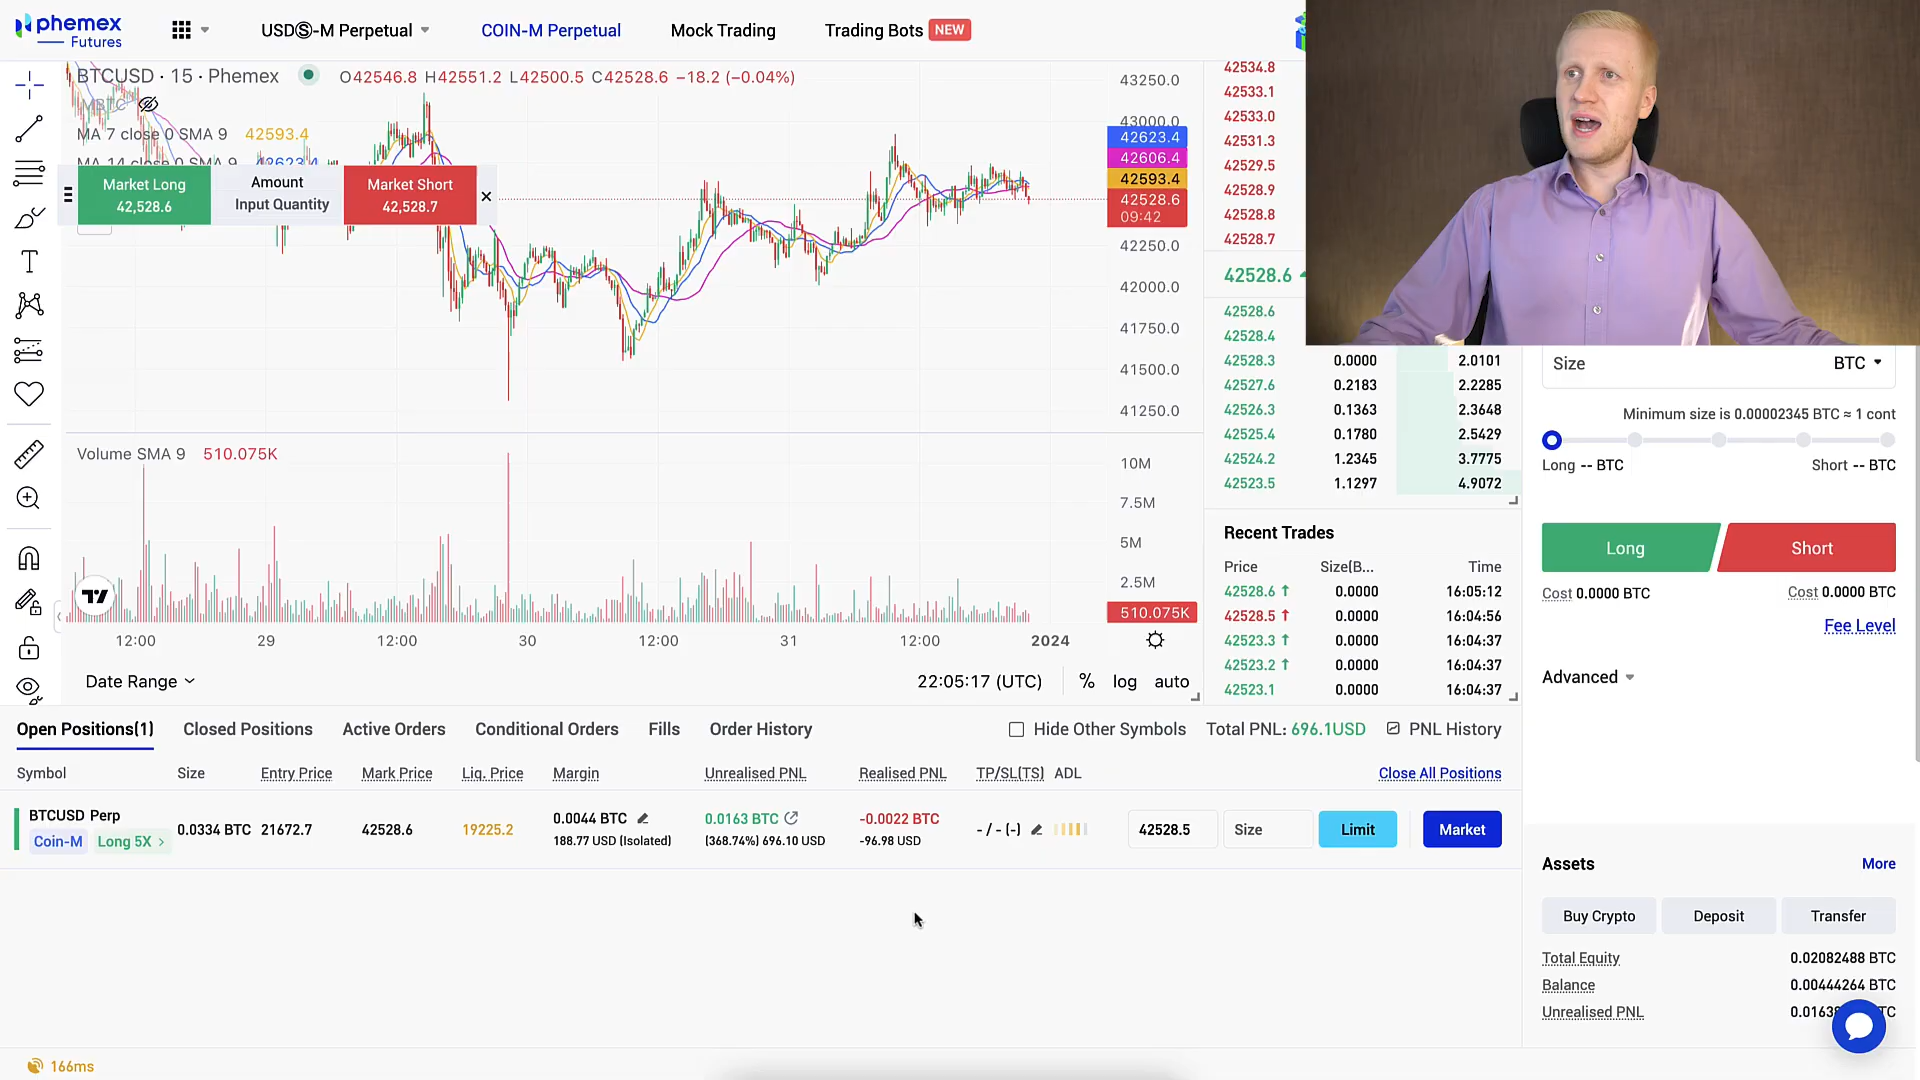 phemex
Futures
USDⓈ-M Perpetual
COIN-M Perpetual
Mock Trading
Trading Bots NEW
BTCUSD · 15 · Phemex
O42546.8 H42551.2 L42500.5 C42528.6 −18.2 (−0.04%)
.MBTC
MA 7 close 0 SMA 9 42593.4
MA 14 close 0 SMA 9 42623.4
Market Long
42,528.6
Amount
Input Quantity
Market Short
42,528.7
43250.0
43000.0
42623.4
42606.4
42593.4
42528.6
09:42
42250.0
42000.0
41750.0
41500.0
41250.0
Volume SMA 9 510.075K
10M
7.5M
5M
2.5M
510.075K
12:00 29 12:00 30 12:00 31 12:00 2024
Date Range
22:05:17 (UTC) % log auto
42534.8
42533.1
42533.0
42531.3
42529.5
42528.9
42528.8
42528.7
42528.6
42528.6
42528.4
42528.3 0.0000 2.0101
42527.6 0.2183 2.2285
42526.3 0.1363 2.3648
42525.4 0.1780 2.5429
42524.2 1.2345 3.7775
42523.5 1.1297 4.9072
Recent Trades
Price Size(B... Time
42528.6 ↑ 0.0000 16:05:12
42528.5 ↑ 0.0000 16:04:56
42523.3 ↑ 0.0000 16:04:37
42523.2 ↑ 0.0000 16:04:37
42523.1 0.0000 16:04:37
Size BTC
Minimum size is 0.00002345 BTC ≈ 1 cont
Long -- BTC Short -- BTC
Long Short
Cost 0.0000 BTC Cost 0.0000 BTC
Fee Level
Advanced
Open Positions(1) Closed Positions Active Orders Conditional Orders Fills Order History
Hide Other Symbols Total PNL: 696.1USD PNL History
Symbol Size Entry Price Mark Price Liq. Price Margin Unrealised PNL Realised PNL TP/SL(TS) ADL Close All Positions
BTCUSD Perp
Coin-M Long 5X >
0.0334 BTC 21672.7 42528.6 19225.2
0.0044 BTC
188.77 USD (Isolated)
0.0163 BTC
(368.74%) 696.10 USD
-0.0022 BTC
-96.98 USD
- / - (-)
42528.5 Size Limit Market
Assets More
Buy Crypto Deposit Transfer
Total Equity 0.02082488 BTC
Balance 0.00444264 BTC
Unrealised PNL
166ms